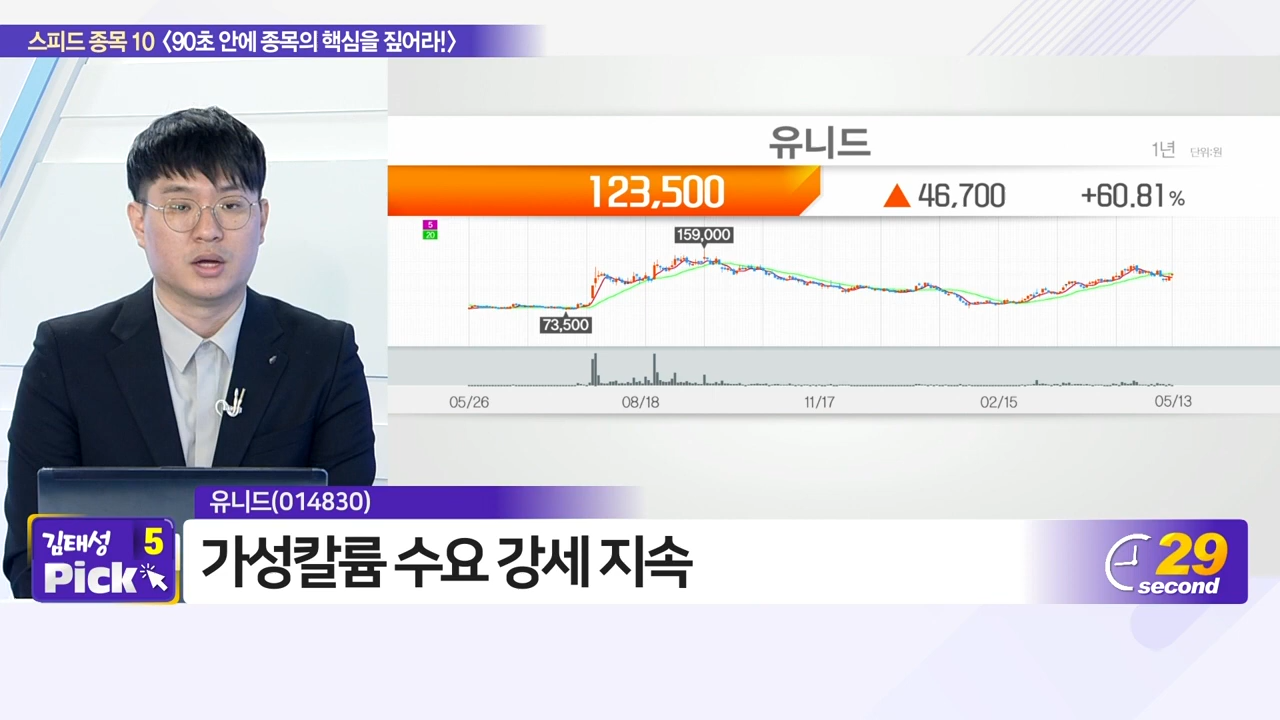 스피드 종목 10 〈90초 안에 종목의 핵심을 짚어라!〉
유니드
1년 단위:원
123,500 ▲ 46,700 +60.81%
5
20
159,000
73,500
05/26 08/18 11/17 02/15 05/13
유니드(014830)
김태성 5
Pick
가성칼륨 수요 강세 지속
29
second